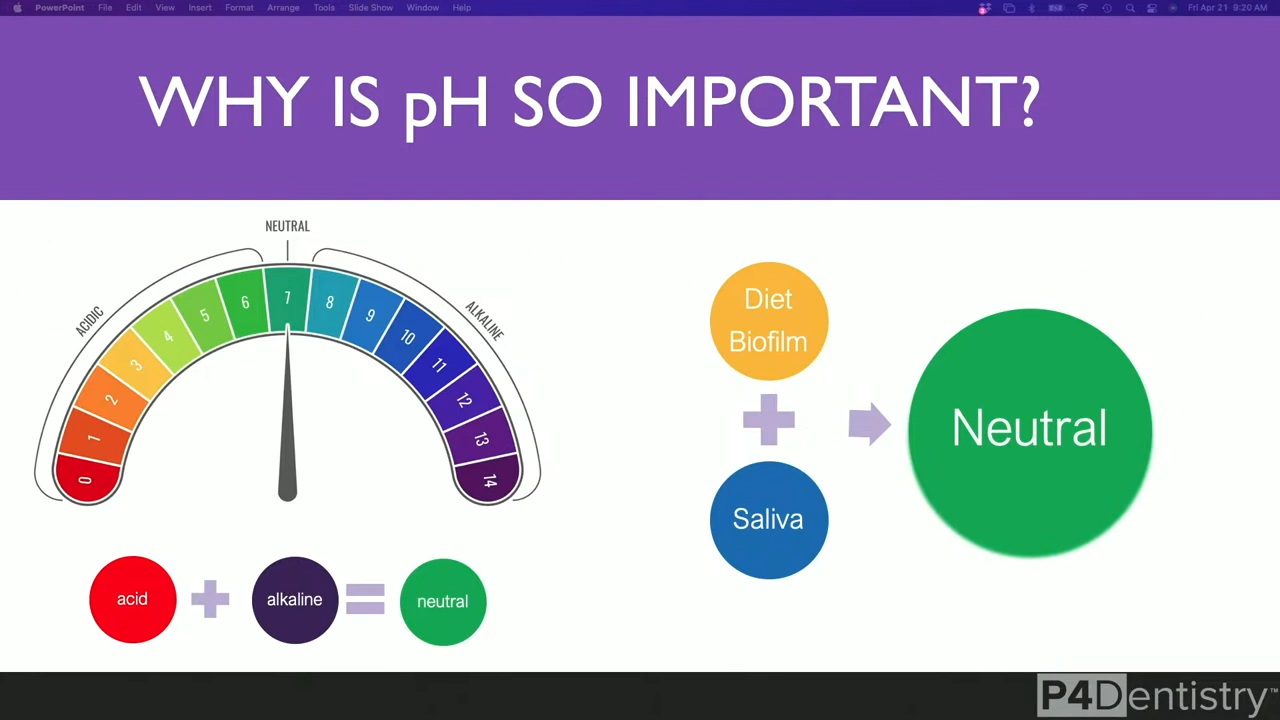 PowerPoint File Edit View Insert Format Arrange Tools Slide Show Window Help
Fri Apr 21 9:20 AM
WHY IS pH SO IMPORTANT?
NEUTRAL
ACIDIC
ALKALINE
0 1 2 3 4 5 6 7 8 9 10 11 12 13 14
acid
alkaline
neutral
Diet
Biofilm
Saliva
Neutral
P4Dentistry™